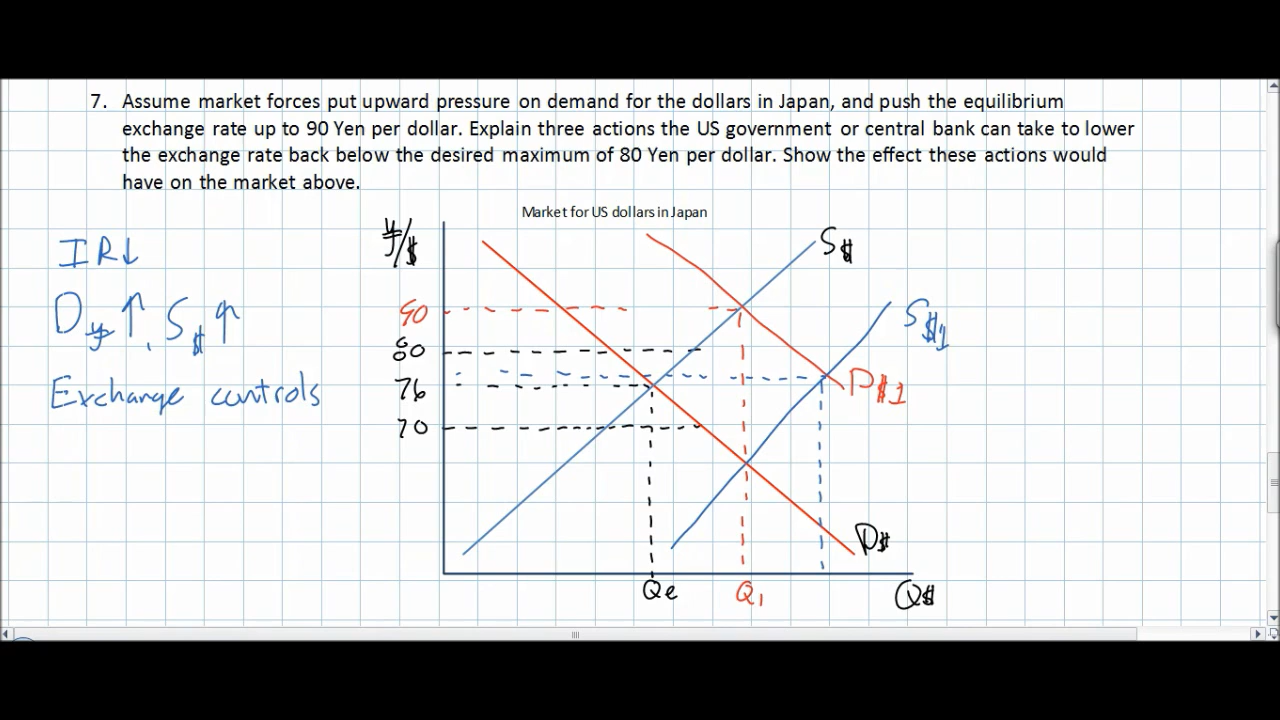 7. Assume market forces put upward pressure on demand for the dollars in Japan, and push the equilibrium
exchange rate up to 90 Yen per dollar. Explain three actions the US government or central bank can take to lower
the exchange rate back below the desired maximum of 80 Yen per dollar. Show the effect these actions would
have on the market above.
Market for US dollars in Japan
¥/$
S$
IR↓
D¥↑, S$↑
Exchange controls
90
80
76
70
S$1
D$1
D$
Qe
Q1
Q$